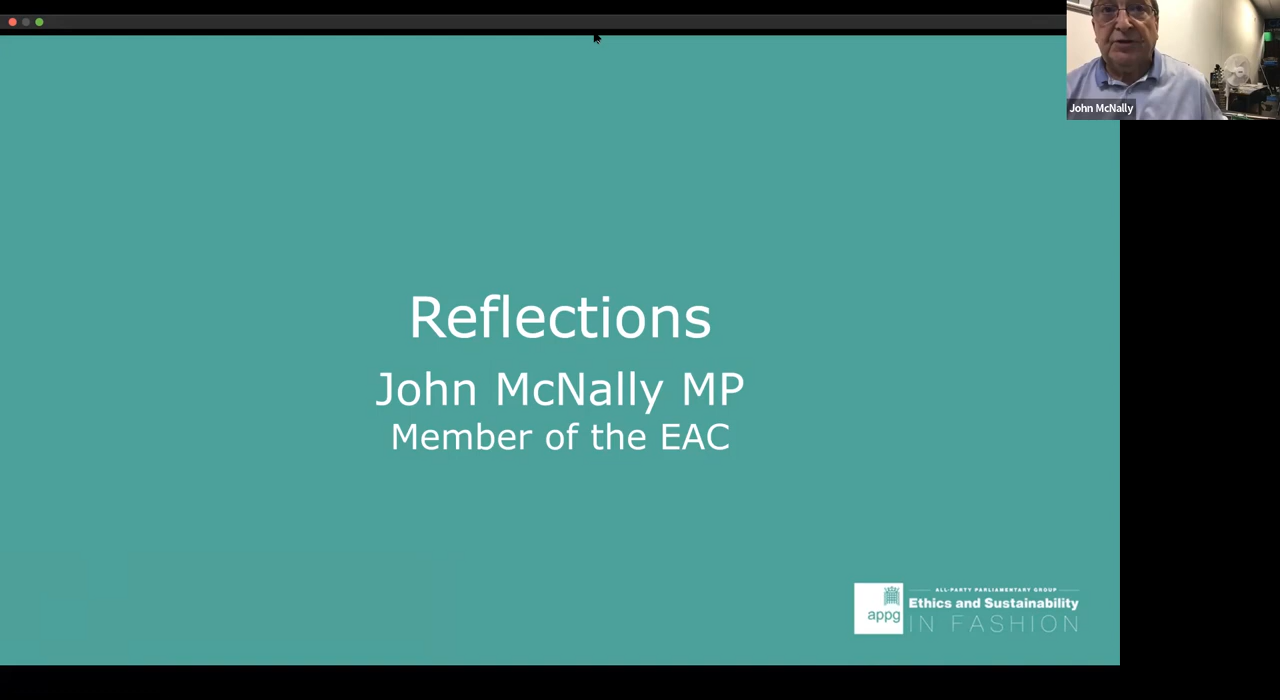 John McNally
Reflections
John McNally MP
Member of the EAC
appg
ALL-PARTY PARLIAMENTARY GROUP
Ethics and Sustainability
IN FASHION